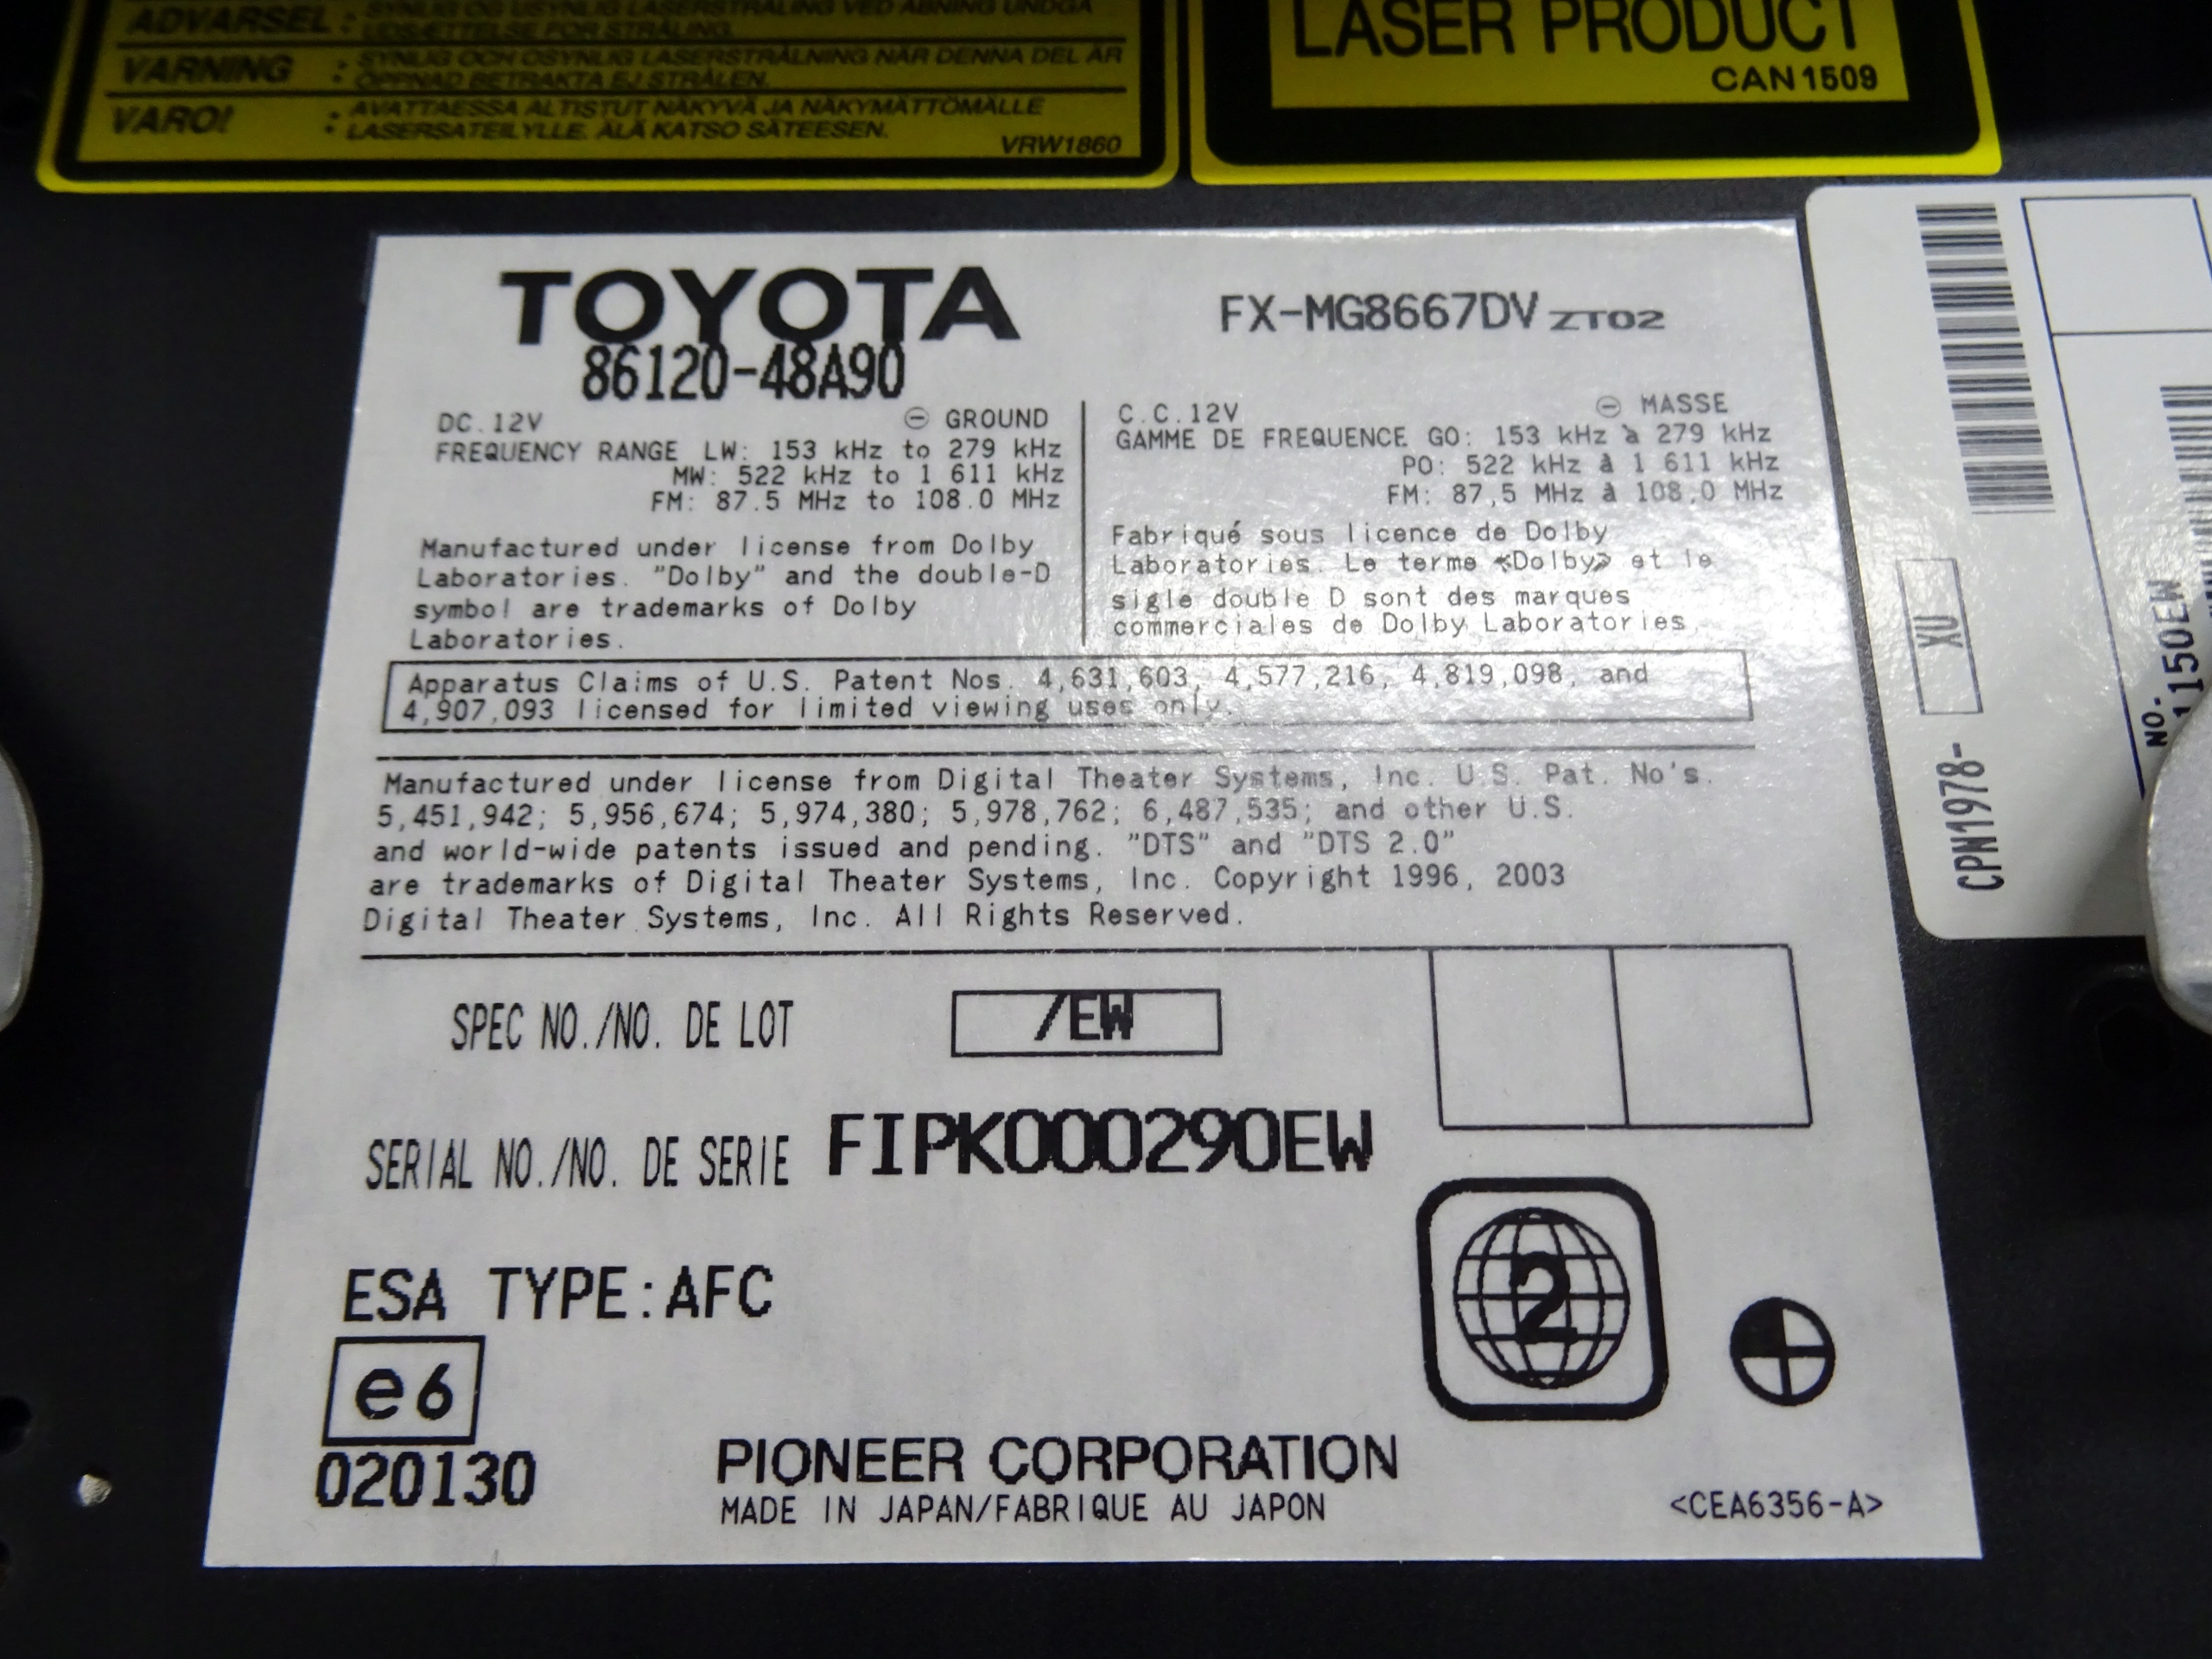 ADVARSEL : SYNLIG OG USYNLIG LASERSTRÅLING VED ÅBNING UNDGÅ
UDSÆTTELSE FOR STRÅLING.
VARNING : SYNLIG OCH OSYNLIG LASERSTRÅLNING NÄR DENNA DEL ÄR
ÖPPNAD BETRAKTA EJ STRÅLEN.
VARO! : AVATTAESSA ALTISTUT NÄKYVÄ JA NÄKYMÄTTÖMÄLLE
LASERSATEILYLLE. ÄLÄ KATSO SÄTEESEN.
VRW1860
LASER PRODUCT
CAN1509
TOYOTA
86120-48A90
FX-MG8667DV ZT02
DC.12V ⊖ GROUND
FREQUENCY RANGE LW: 153 kHz to 279 kHz
MW: 522 kHz to 1 611 kHz
FM: 87.5 MHz to 108.0 MHz
Manufactured under license from Dolby
Laboratories. "Dolby" and the double-D
symbol are trademarks of Dolby
Laboratories.
C.C.12V ⊖ MASSE
GAMME DE FREQUENCE GO: 153 kHz à 279 kHz
PO: 522 kHz à 1 611 kHz
FM: 87,5 MHz à 108,0 MHz
Fabriqué sous licence de Dolby
Laboratories. Le terme «Dolby» et le
sigle double D sont des marques
commerciales de Dolby Laboratories.
Apparatus Claims of U.S. Patent Nos. 4,631,603, 4,577,216, 4,819,098, and
4,907,093 licensed for limited viewing uses only.
Manufactured under license from Digital Theater Systems, Inc. U.S. Pat. No's.
5,451,942; 5,956,674; 5,974,380; 5,978,762; 6,487,535; and other U.S.
and world-wide patents issued and pending. "DTS" and "DTS 2.0"
are trademarks of Digital Theater Systems, Inc. Copyright 1996, 2003
Digital Theater Systems, Inc. All Rights Reserved.
SPEC NO./NO. DE LOT /EW
SERIAL NO./NO. DE SERIE FIPK000290EW
ESA TYPE:AFC
e6
020130
2
PIONEER CORPORATION
MADE IN JAPAN/FABRIQUE AU JAPON
<CEA6356-A>
CPN1978- XU
NO.
1150EW